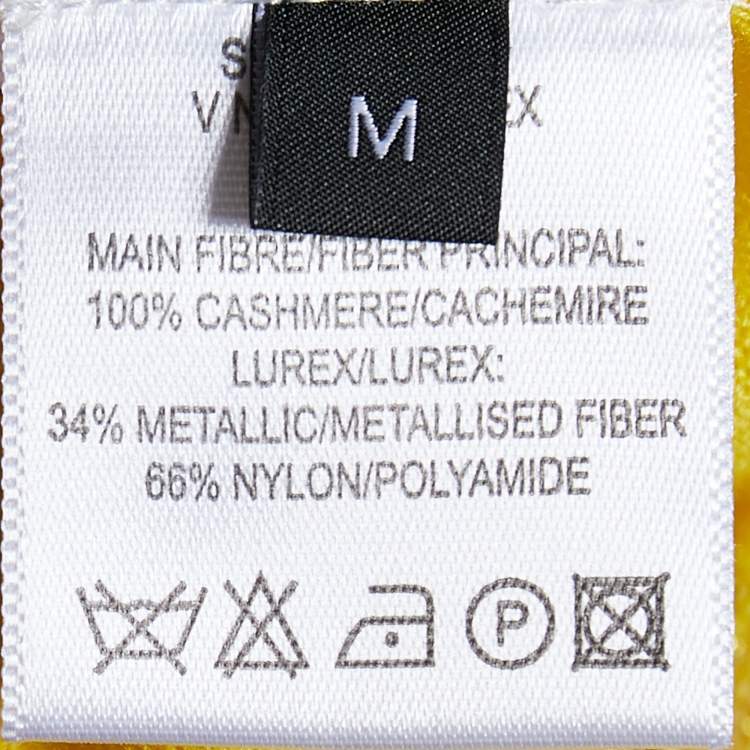 M
MAIN FIBRE/FIBER PRINCIPAL:
100% CASHMERE/CACHEMIRE
LUREX/LUREX:
34% METALLIC/METALLISED FIBER
66% NYLON/POLYAMIDE
P